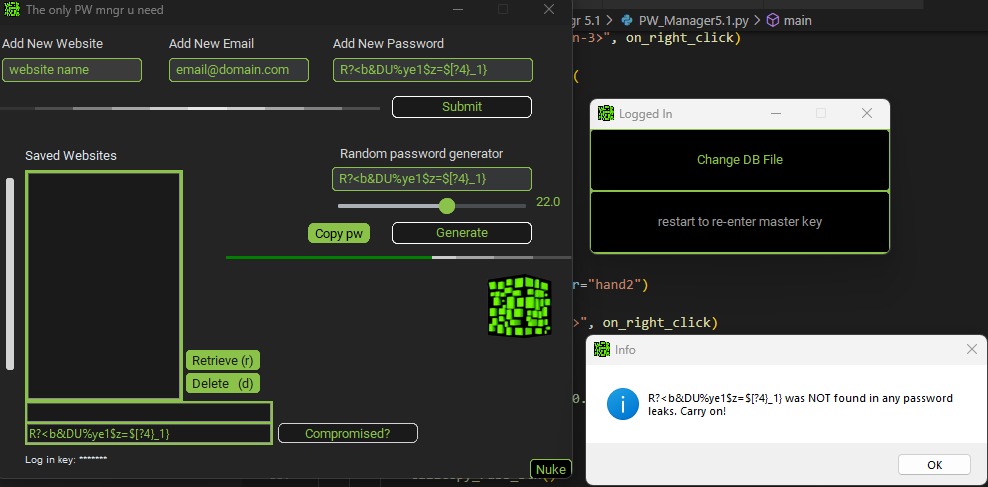 The only PW mngr u need
Add New Website
Add New Email
Add New Password
website name
email@domain.com
R?<b&DU%ye1$z=$[?4}_1}
Submit
Saved Websites
Random password generator
R?<b&DU%ye1$z=$[?4}_1}
22.0
Copy pw
Generate
Retrieve (r)
Delete (d)
R?<b&DU%ye1$z=$[?4}_1}
Compromised?
Log in key: *******
Nuke
gr 5.1 > PW_Manager5.1.py > main
n-3>", on_right_click)
(
Logged In
Change DB File
restart to re-enter master key
r="hand2")
>", on_right_click)
Info
0.
R?<b&DU%ye1$z=$[?4}_1} was NOT found in any password
leaks. Carry on!
OK